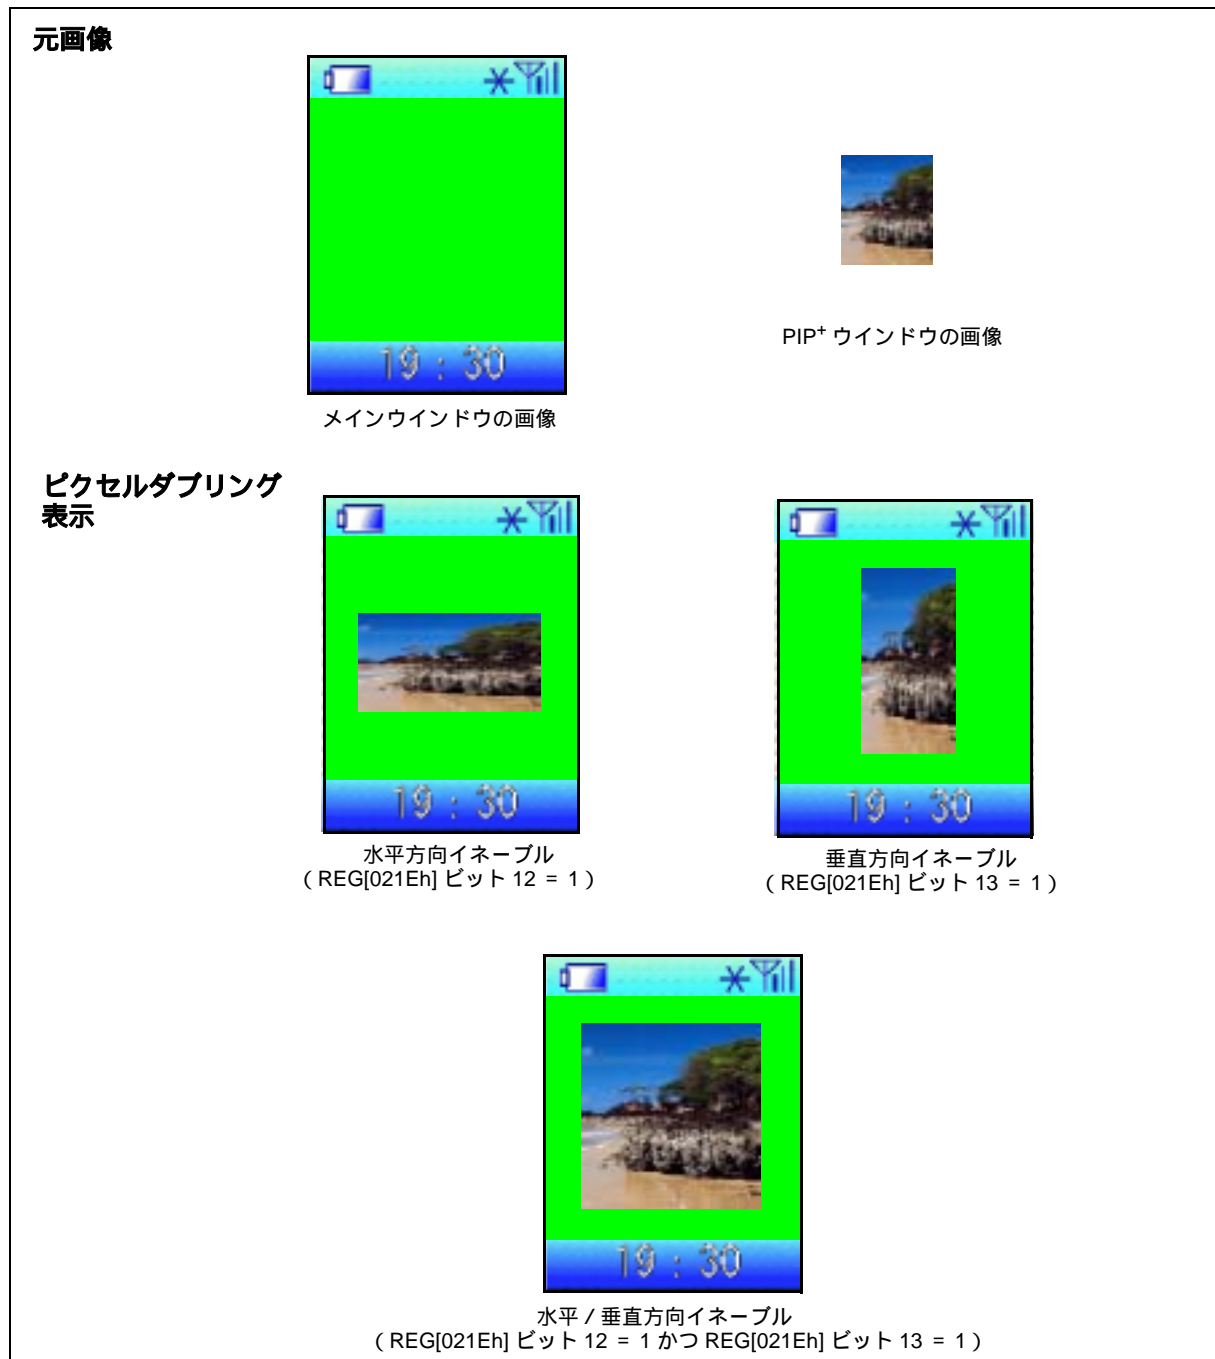 元画像
19 : 30
メインウインドウの画像
PIP+ ウインドウの画像
ピクセルダブリング
表示
19 : 30
水平方向イネーブル
( REG[021Eh] ビット 12 = 1 )
19 : 30
垂直方向イネーブル
( REG[021Eh] ビット 13 = 1 )
19 : 30
水平 / 垂直方向イネーブル
( REG[021Eh] ビット 12 = 1 かつ REG[021Eh] ビット 13 = 1 )